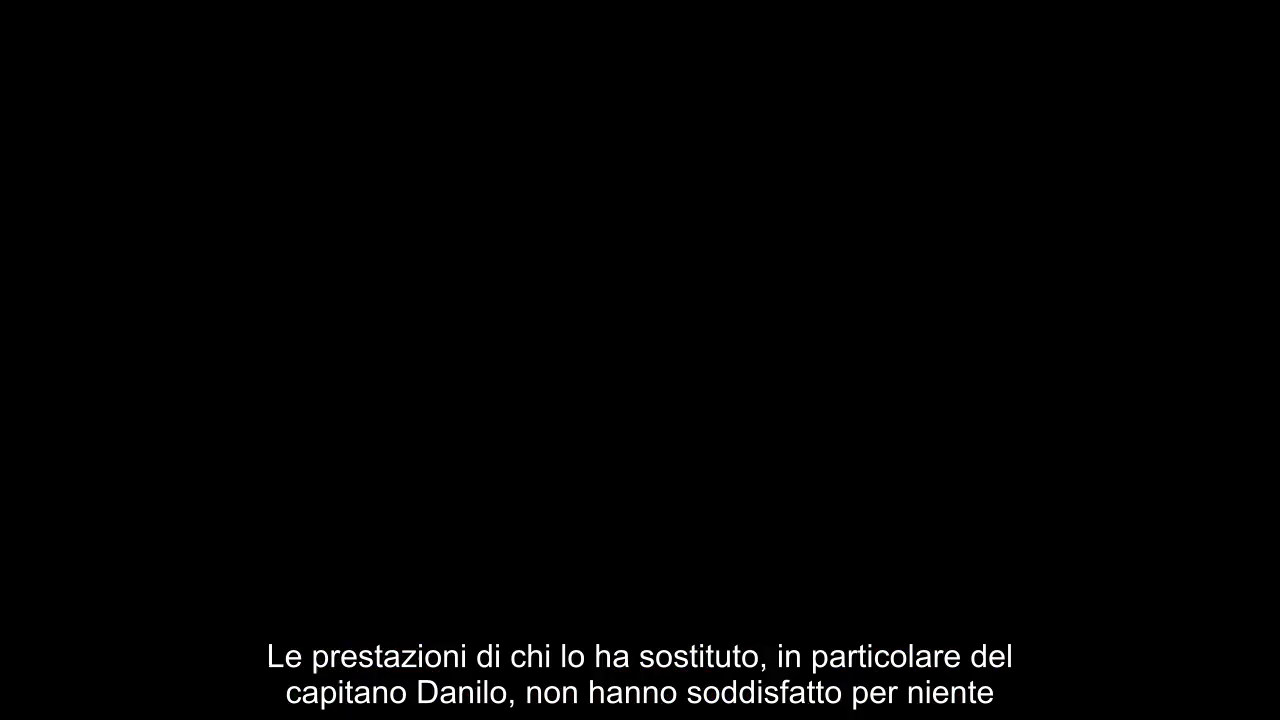 Le prestazioni di chi lo ha sostituto, in particolare del
capitano Danilo, non hanno soddisfatto per niente